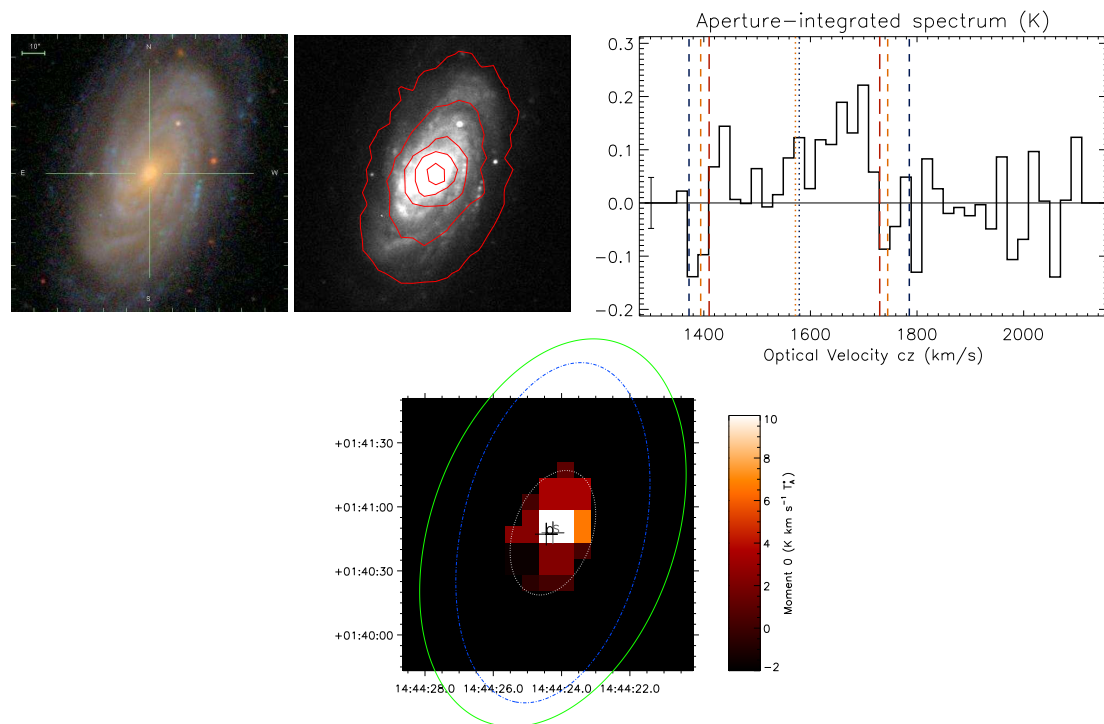 10"
N
E
W
S
Aperture-integrated spectrum (K)
0.3
0.2
0.1
0.0
-0.1
-0.2
1400 1600 1800 2000
Optical Velocity cz (km/s)
+01:41:30
+01:41:00
+01:40:30
+01:40:00
14:44:28.0 14:44:26.0 14:44:24.0 14:44:22.0
10
8
6
4
2
0
-2
Moment 0 (K km s⁻¹ T*A)